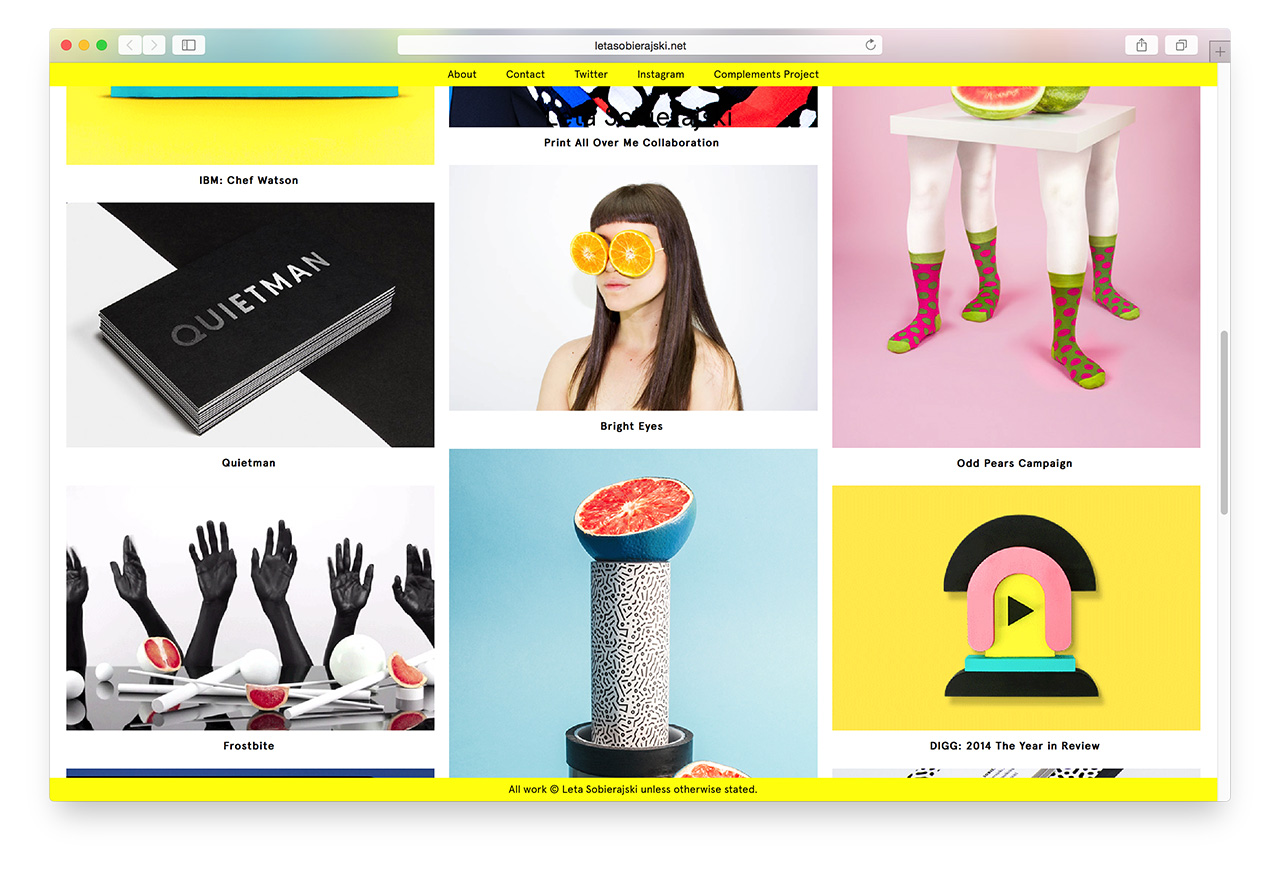 letasobierajski.net
About Contact Twitter Instagram Complements Project
Leta Sobierajski
Print All Over Me Collaboration
IBM: Chef Watson
QUIETMAN
Bright Eyes
Quietman
Odd Pears Campaign
Frostbite
DIGG: 2014 The Year in Review
All work © Leta Sobierajski unless otherwise stated.